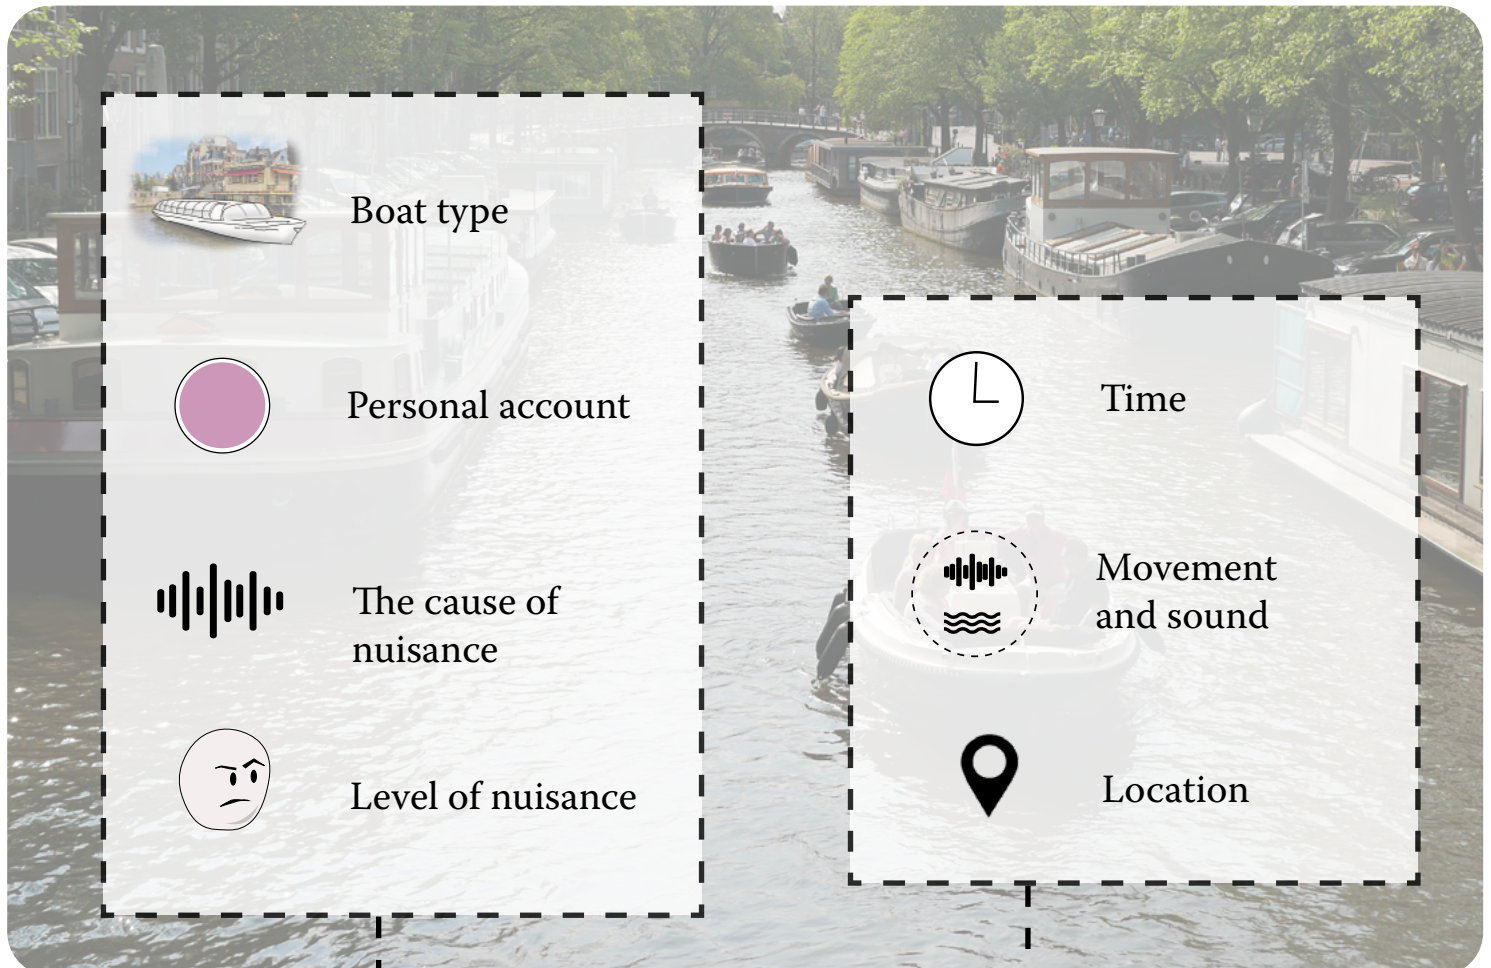 Boat type
Personal account
The cause of
nuisance
Level of nuisance
Time
Movement
and sound
Location